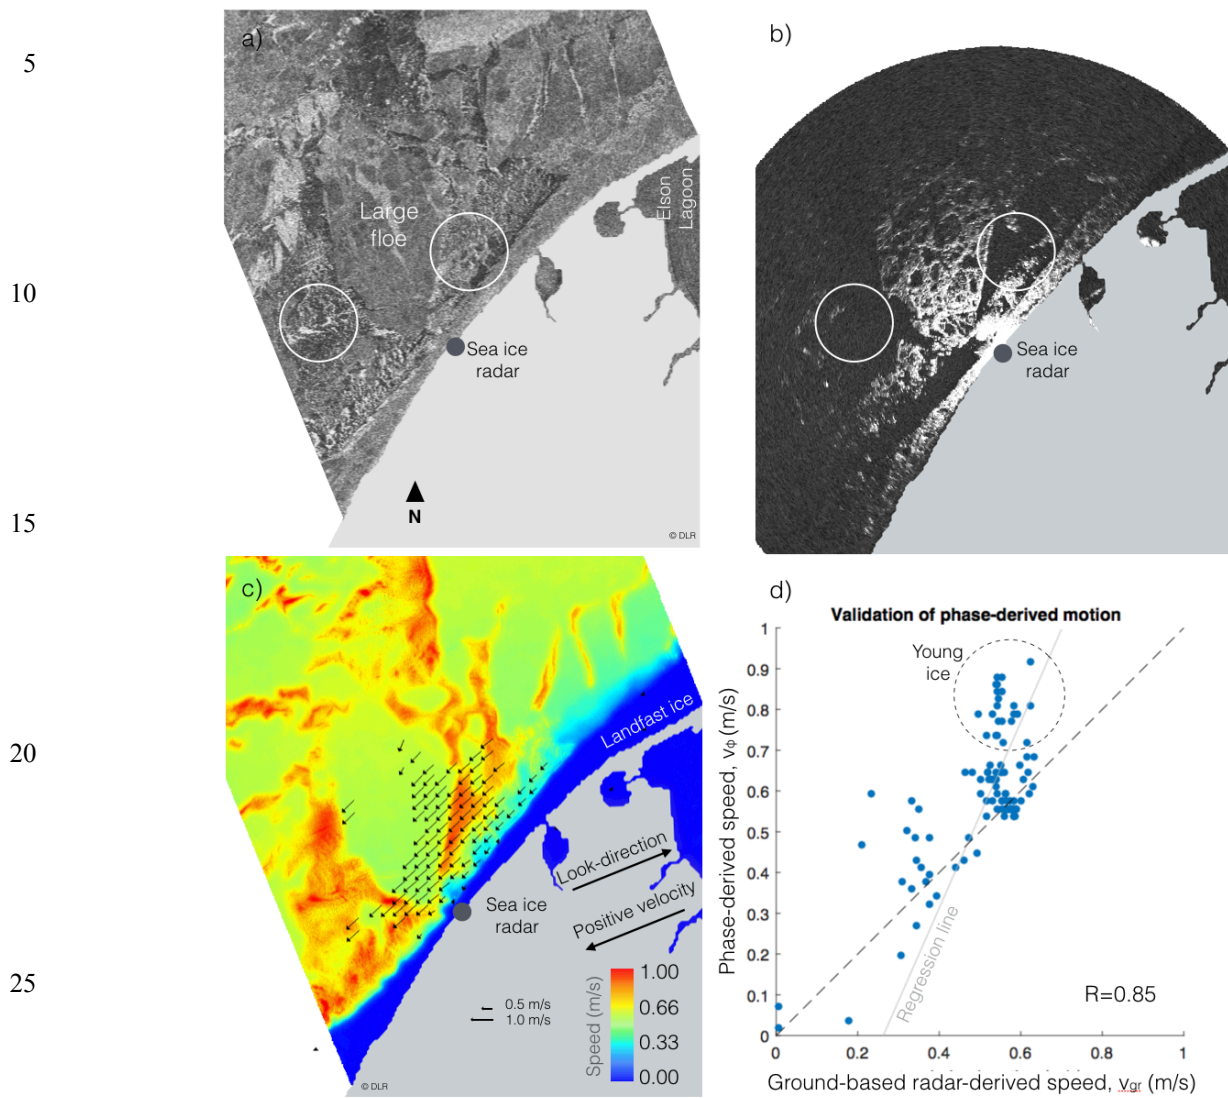 5
10
15
20
25
a)
Large
floe
Elson
Lagoon
Sea ice
radar
N
© DLR
b)
Sea ice
radar
c)
Landfast ice
Look-direction
Positive velocity
Sea ice
radar
0.5 m/s
1.0 m/s
Speed (m/s)
1.00
0.66
0.33
0.00
© DLR
d)
Validation of phase-derived motion
Young
ice
Regression line
R=0.85
Phase-derived speed, vϕ (m/s)
1
0.9
0.8
0.7
0.6
0.5
0.4
0.3
0.2
0.1
0
0
0.2
0.4
0.6
0.8
1
Ground-based radar-derived speed, vgr (m/s)